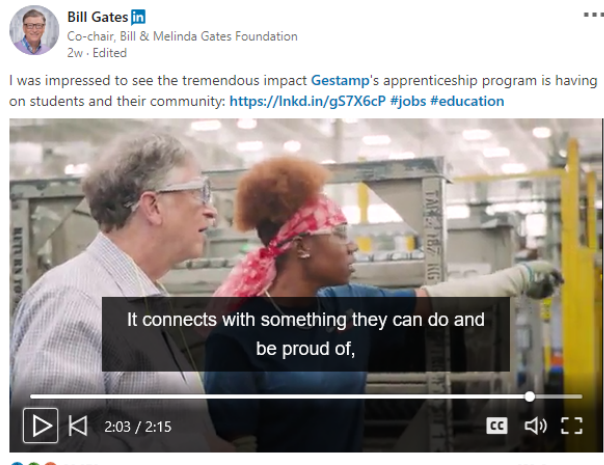 Bill Gates in
Co-chair, Bill & Melinda Gates Foundation
2w · Edited
I was impressed to see the tremendous impact Gestamp's apprenticeship program is having
on students and their community: https://lnkd.in/gS7X6cP #jobs #education
It connects with something they can do and
be proud of,
2:03 / 2:15
CC